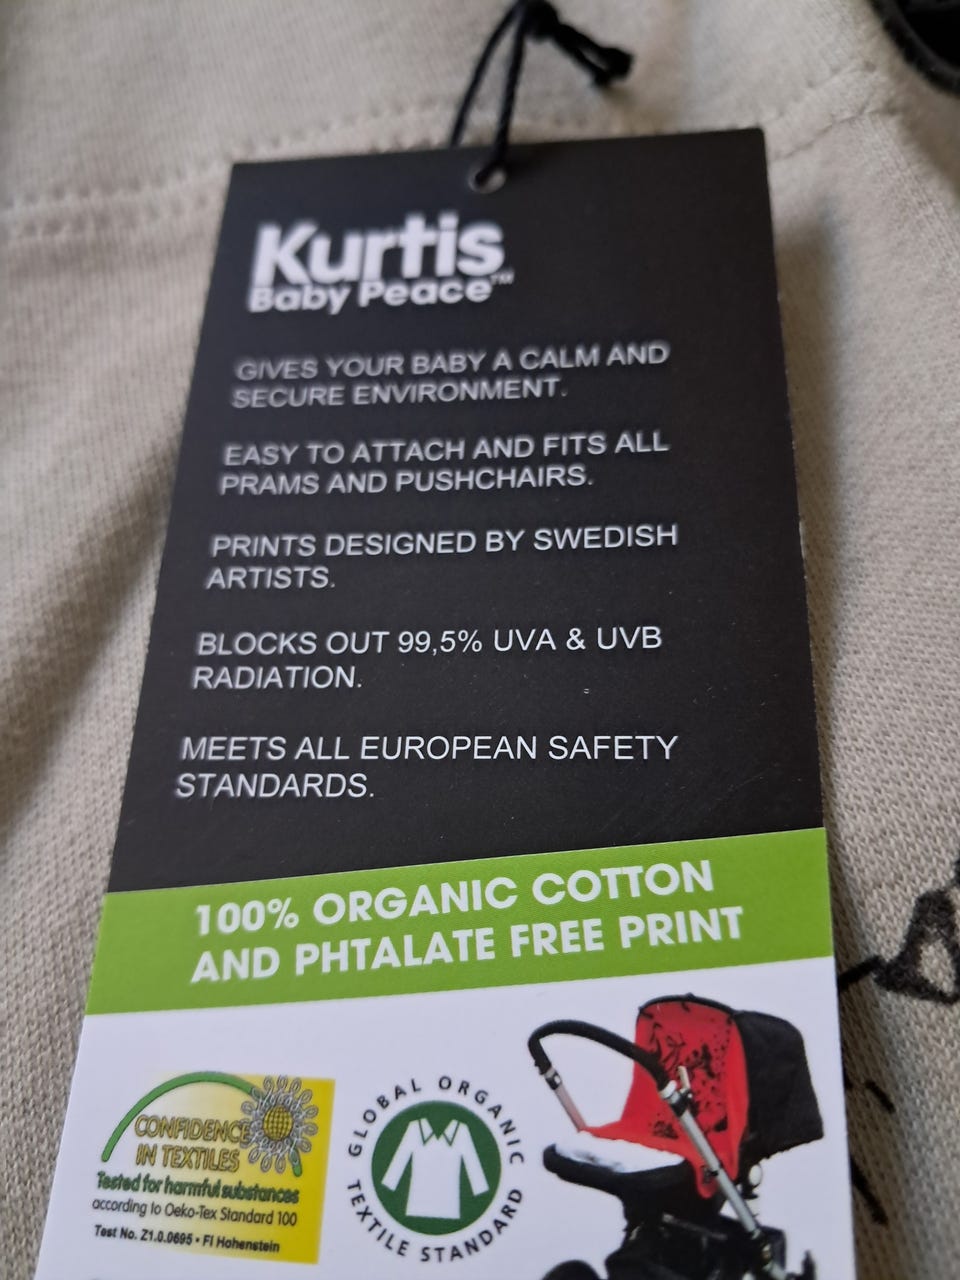 Kurtis
Baby Peace™
GIVES YOUR BABY A CALM AND
SECURE ENVIRONMENT.
EASY TO ATTACH AND FITS ALL
PRAMS AND PUSHCHAIRS.
PRINTS DESIGNED BY SWEDISH
ARTISTS.
BLOCKS OUT 99,5% UVA & UVB
RADIATION.
MEETS ALL EUROPEAN SAFETY
STANDARDS.
100% ORGANIC COTTON
AND PHTALATE FREE PRINT
CONFIDENCE
IN TEXTILES
Tested for harmful substances
according to Oeko-Tex Standard 100
Test No. Z1.0.0695 • FI Hohenstein
GLOBAL ORGANIC
TEXTILE STANDARD